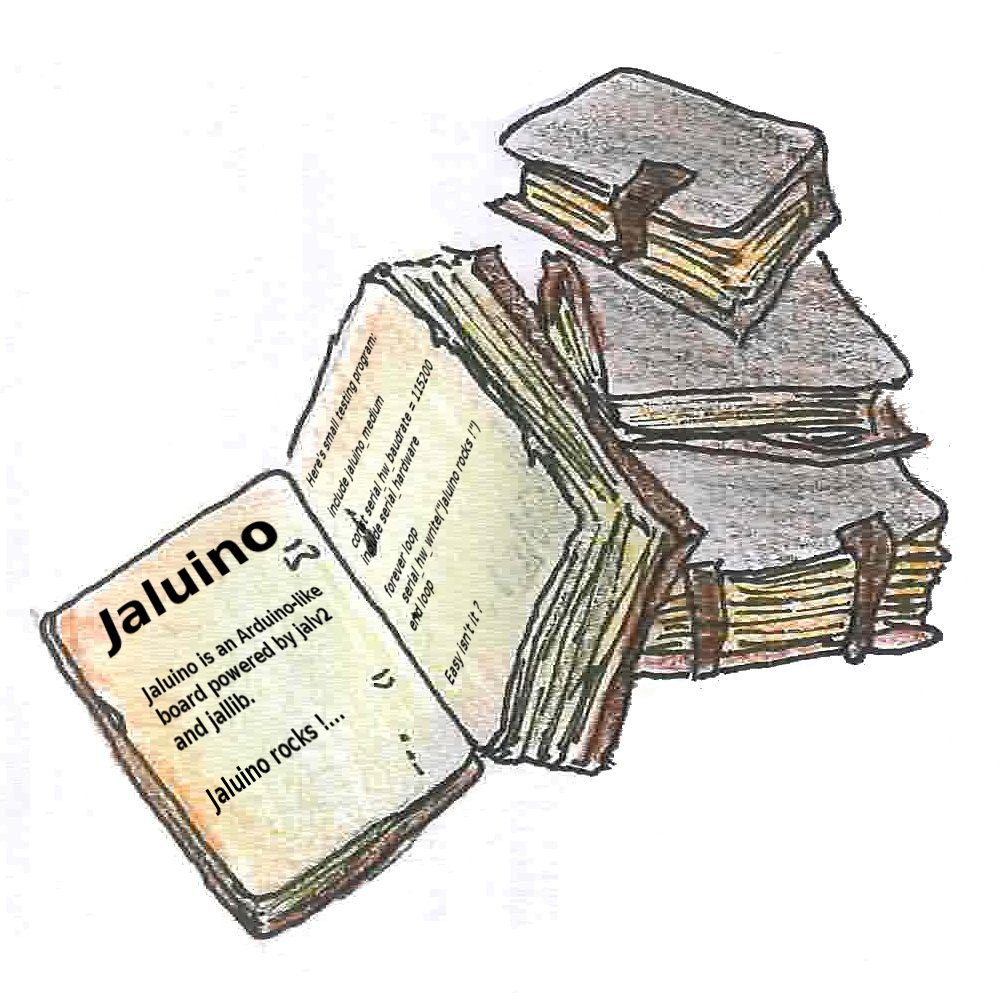 Jaluino
Jaluino is an Arduino-like
board powered by jalv2
and jallib.
Jaluino rocks !...
Here's small testing program:
include jaluino_medium
const serial_hw_baudrate = 115200
include serial_hardware
forever loop
serial_hw_write("Jaluino rocks !")
end loop
Easy isn't it ?